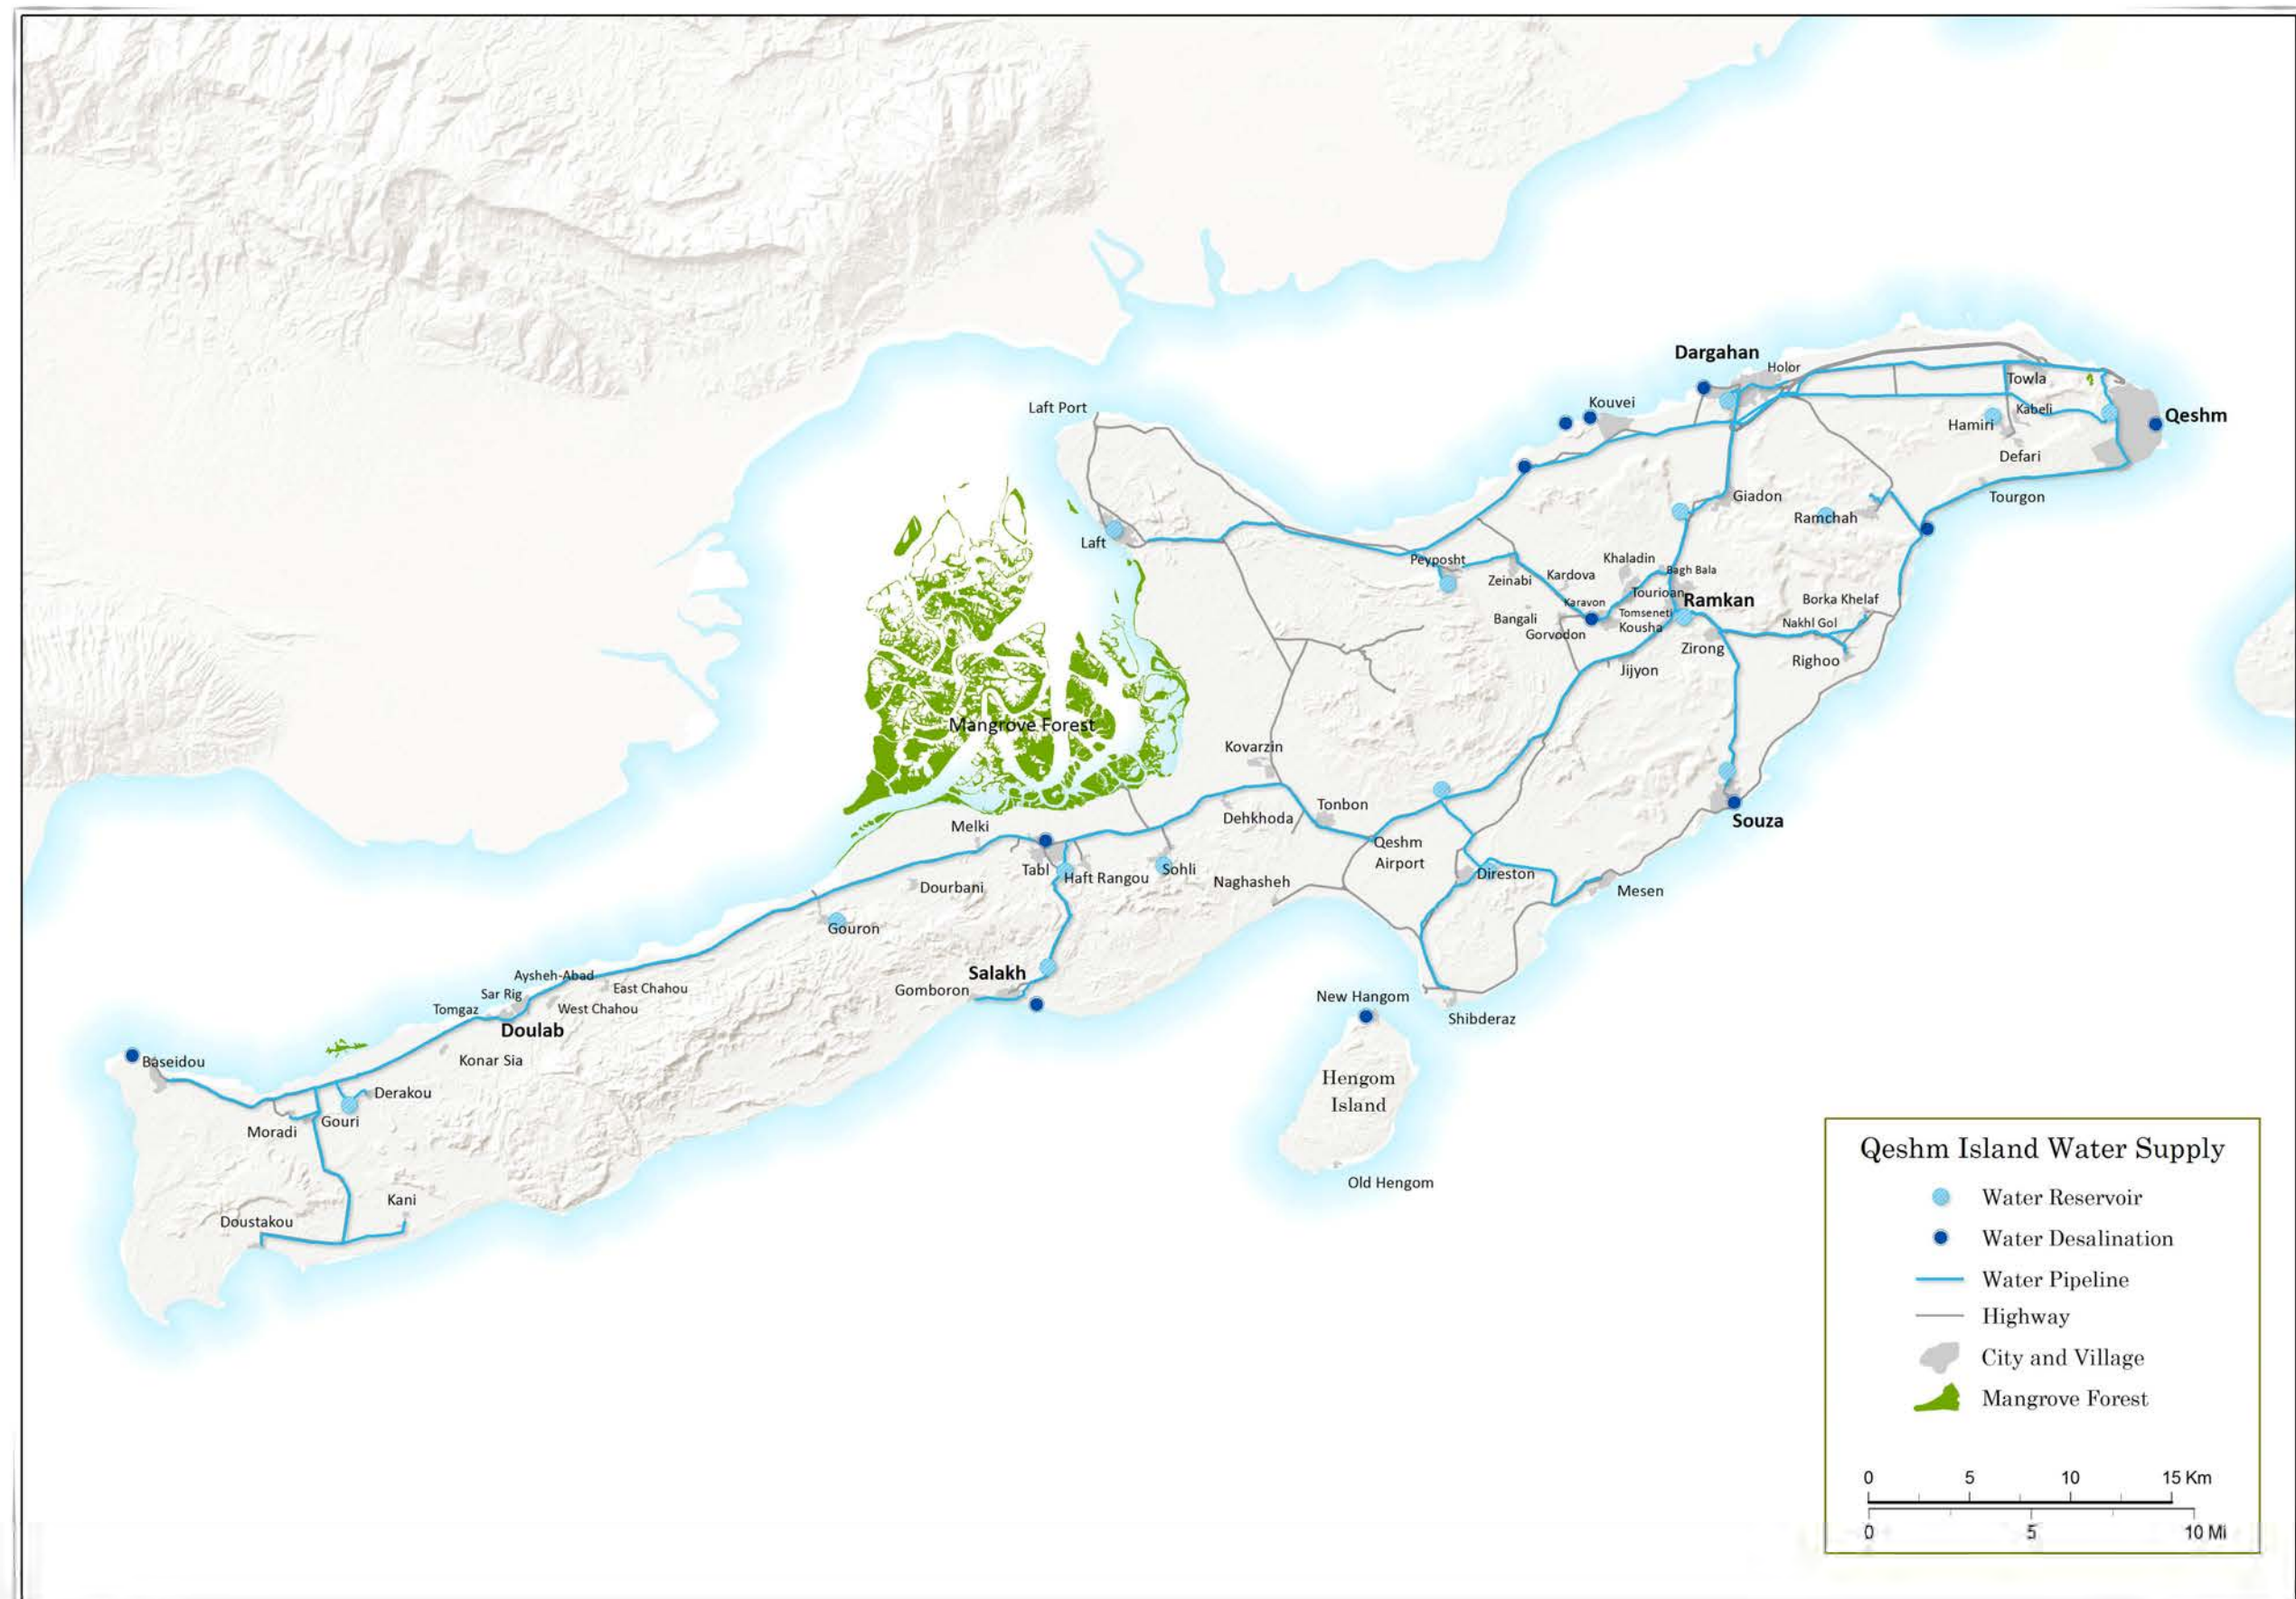 Dargahan
Holor
Towla
Laft Port
Kouvei
Kabeli
Qeshm
Hamiri
Defari
Giadon
Tourgon
Ramchah
Laft
Peyposht
Khaladin
Bagh Bala
Zeinabi
Kardova
Tourioan
Karavon
Ramkan
Borka Khelaf
Bangali
Tomseneti
Gorvodon
Kousha
Nakhl Gol
Zirong
Righoo
Jijyon
Mangrove Forest
Kovarzin
Tonbon
Dehkhoda
Souza
Melki
Qeshm
Airport
Tabl
Haft Rangou
Sohli
Naghasheh
Direston
Mesen
Dourbani
Gouron
Salakh
Gomboron
Aysheh-Abad
East Chahou
Sar Rig
West Chahou
Tomgaz
Doulab
New Hangom
Shibderaz
Konar Sia
Baseidou
Hengom
Island
Derakou
Gouri
Moradi
Old Hengom
Kani
Doustakou
Qeshm Island Water Supply
Water Reservoir
Water Desalination
Water Pipeline
Highway
City and Village
Mangrove Forest
0 5 10 15 Km
0 5 10 Mi